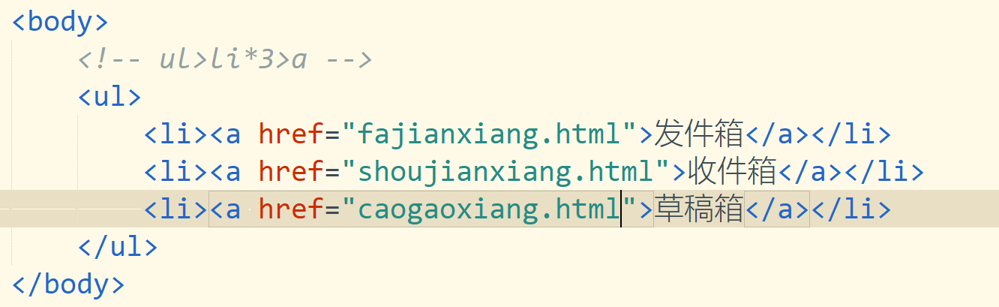 <body>
<!-- ul>li*3>a -->
<ul>
<li><a href="fajianxiang.html">发件箱</a></li>
<li><a href="shoujianxiang.html">收件箱</a></li>
<li><a href="caogaoxiang.html">草稿箱</a></li>
</ul>
</body>